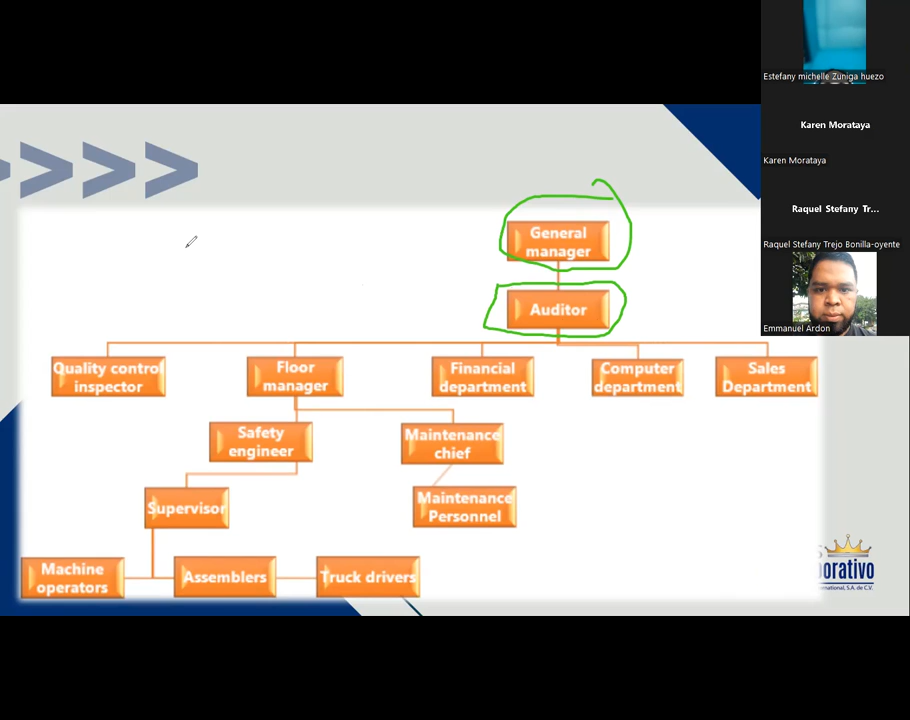 Estefany michelle Zuniga huezo
Karen Morataya
Karen Morataya
Raquel Stefany Tr...
Raquel Stefany Trejo Bonilla-oyente
Emmanuel Ardon
General
manager
Auditor
Quality control
inspector
Floor
manager
Financial
department
Computer
department
Sales
Department
Safety
engineer
Maintenance
chief
Supervisor
Maintenance
Personnel
Machine
operators
Assemblers
Truck drivers
S
orativo
S.A. de C.V.